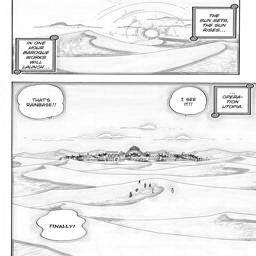 THE
SUN SETS,
THE SUN
RISES...
IN ONE
HOUR
BAROQUE
WORKS
WILL
LAUNCH...
... OPERA-
TION
UTOPIA.
I SEE
IT!!
THAT'S
RAINBASE!!
FINALLY!